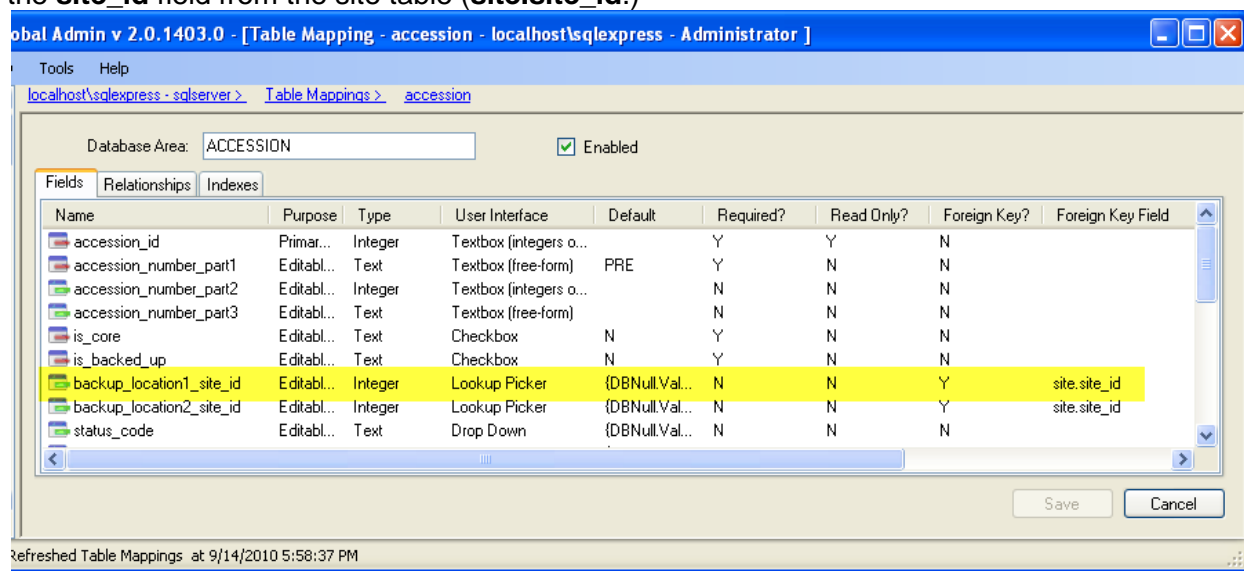 the site_id field from the site table (site.site_id.)
obal Admin v 2.0.1403.0 - [Table Mapping - accession - localhost\sqlexpress - Administrator ]
Tools Help
localhost\sqlexpress - sqlserver > Table Mappings > accession
Database Area: ACCESSION Enabled
Fields Relationships Indexes
Name Purpose Type User Interface Default Required? Read Only? Foreign Key? Foreign Key Field
accession_id Primar... Integer Textbox (integers o... Y Y N
accession_number_part1 Editabl... Text Textbox (free-form) PRE Y N N
accession_number_part2 Editabl... Integer Textbox (integers o... N N N
accession_number_part3 Editabl... Text Textbox (free-form) N N N
is_core Editabl... Text Checkbox N Y N N
is_backed_up Editabl... Text Checkbox N Y N N
backup_location1_site_id Editabl... Integer Lookup Picker {DBNull.Val... N N Y site.site_id
backup_location2_site_id Editabl... Integer Lookup Picker {DBNull.Val... N N Y site.site_id
status_code Editabl... Text Drop Down {DBNull.Val... N N N
Save Cancel
Refreshed Table Mappings at 9/14/2010 5:58:37 PM